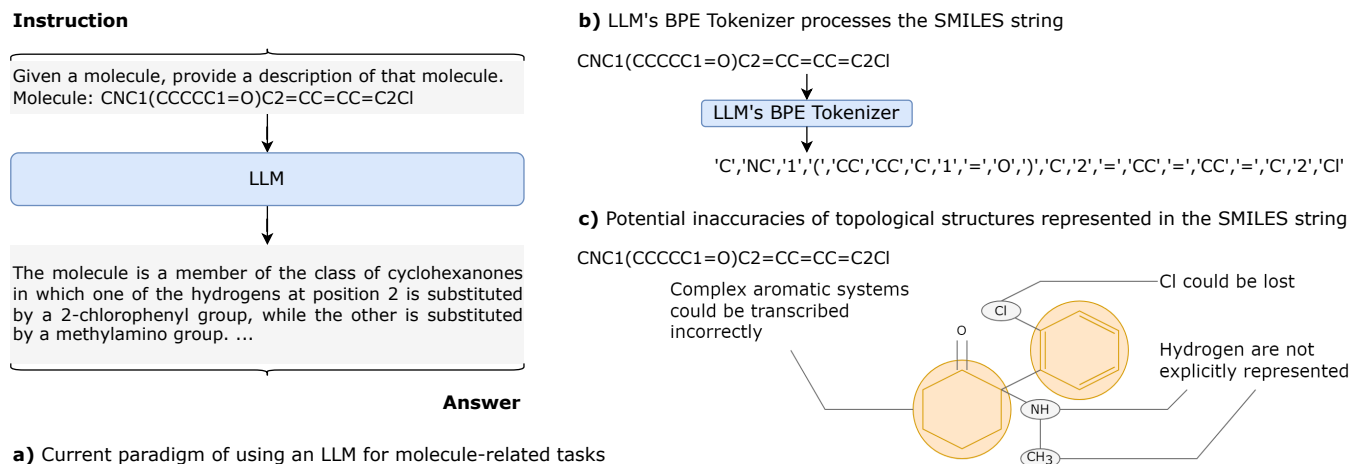 Instruction
Given a molecule, provide a description of that molecule.
Molecule: CNC1(CCCCC1=O)C2=CC=CC=C2Cl
LLM
The molecule is a member of the class of cyclohexanones
in which one of the hydrogens at position 2 is substituted
by a 2-chlorophenyl group, while the other is substituted
by a methylamino group. ...
Answer
a) Current paradigm of using an LLM for molecule-related tasks
b) LLM's BPE Tokenizer processes the SMILES string
CNC1(CCCCC1=O)C2=CC=CC=C2Cl
LLM's BPE Tokenizer
'C','NC','1','(','CC','CC','C','1','=','O',')','C','2','=','CC','=','CC','=','C','2','Cl'
c) Potential inaccuracies of topological structures represented in the SMILES string
CNC1(CCCCC1=O)C2=CC=CC=C2Cl
Complex aromatic systems
could be transcribed
incorrectly
Cl could be lost
Cl
O
Hydrogen are not
explicitly represented
NH
CH3